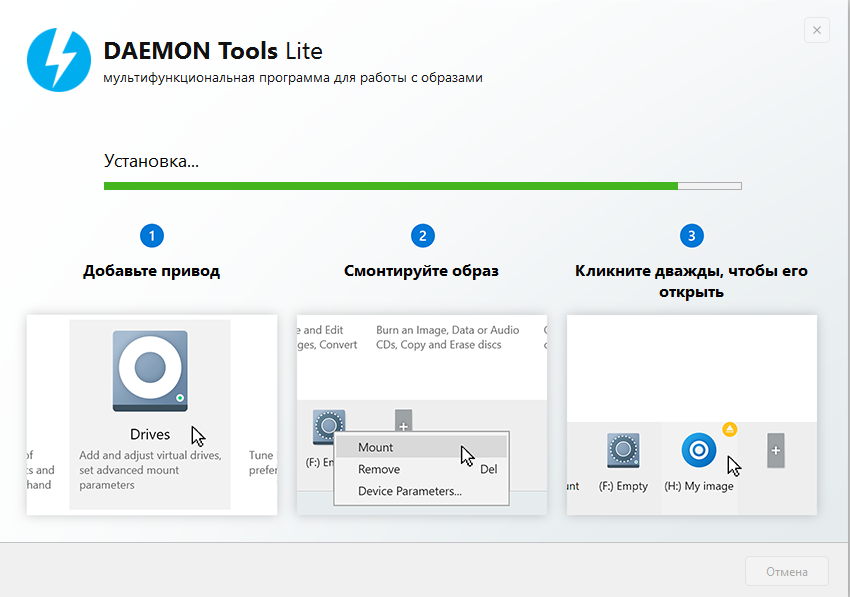 DAEMON Tools Lite
мультифункциональная программа для работы с образами
Установка...
1
2
3
Добавьте привод
Смонтируйте образ
Кликните дважды, чтобы его
открыть
Drives
Add and adjust virtual drives,
set advanced mount
parameters
of
ts and
hand
Tune
prefer
e and Edit
ges, Convert
Burn an Image, Data or Audio
CDs, Copy and Erase discs
(F:) Em
Mount
Remove Del
Device Parameters...
unt
(F:) Empty
(H:) My image
Отмена